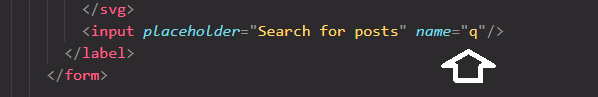 </svg>
<input placeholder="Search for posts" name="q"/>
</label>
</form>